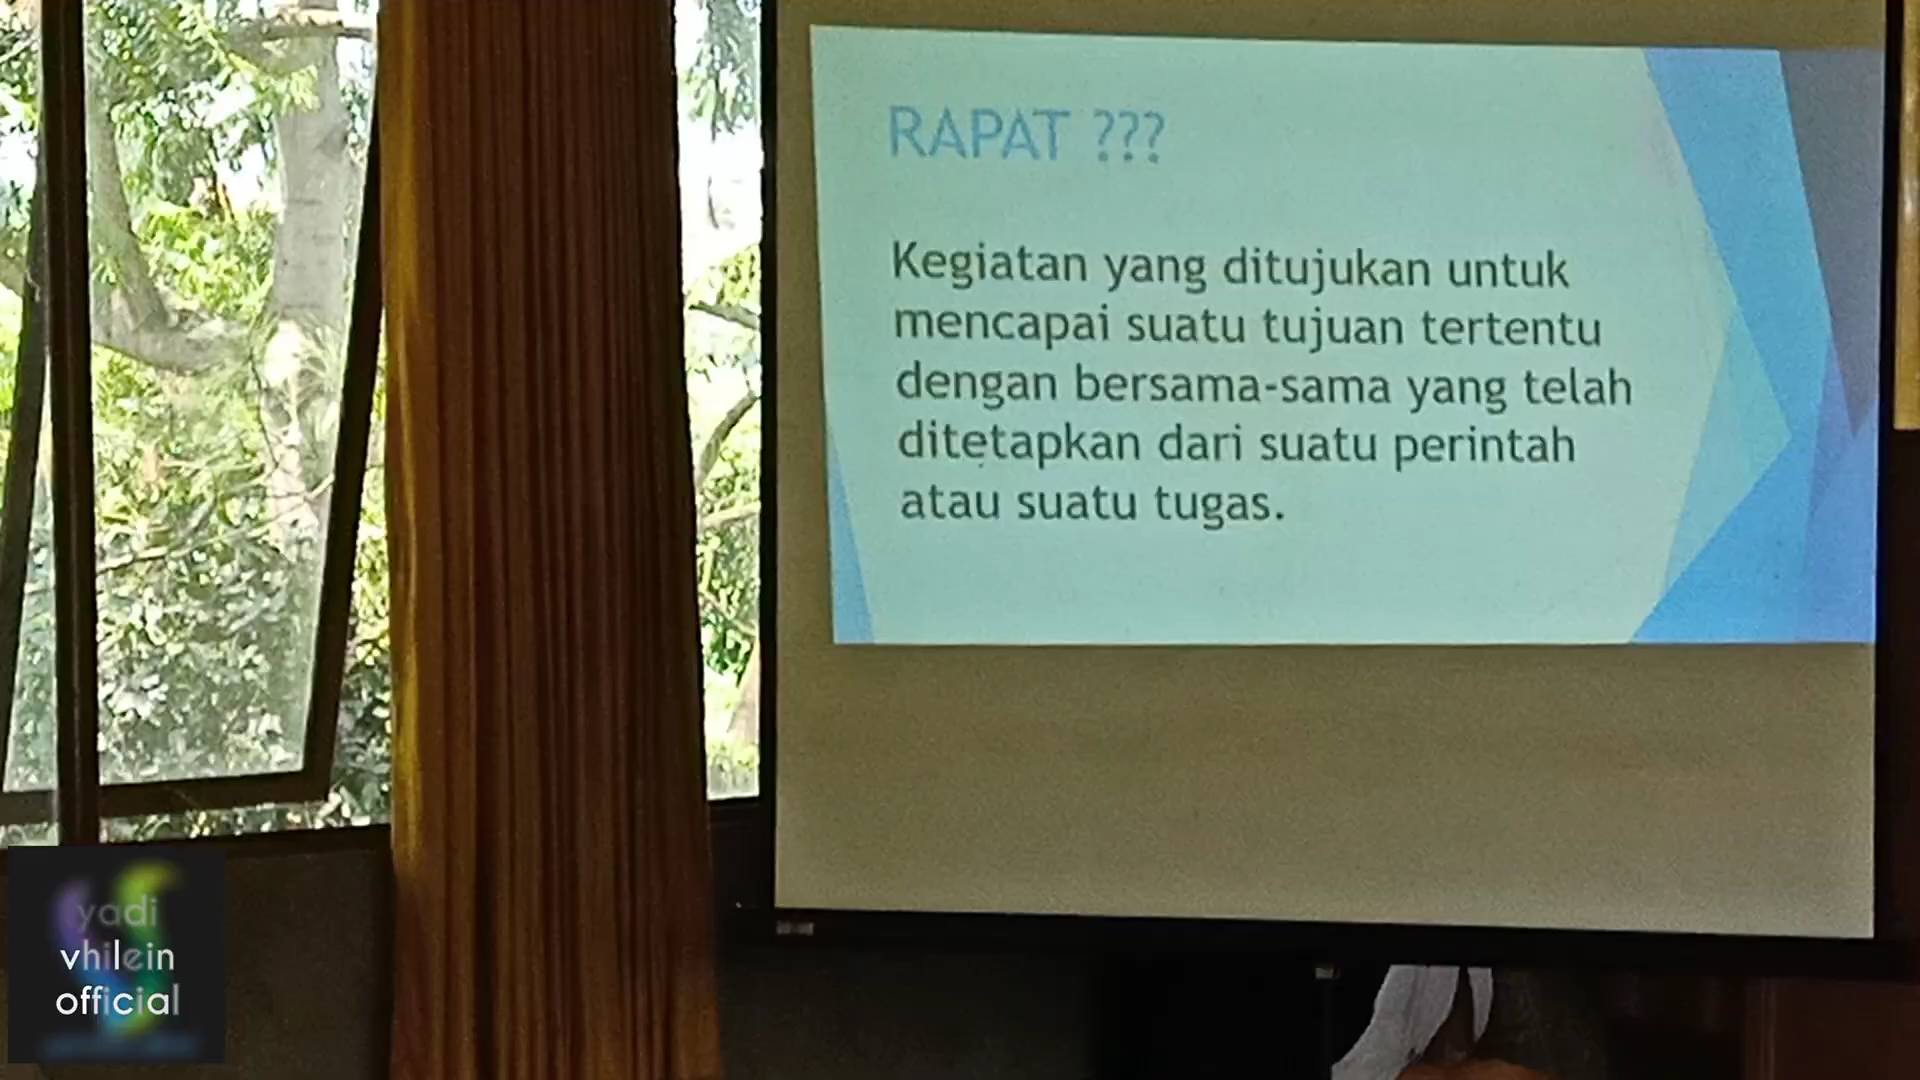 RAPAT ???
Kegiatan yang ditujukan untuk
mencapai suatu tujuan tertentu
dengan bersama-sama yang telah
ditetapkan dari suatu perintah
atau suatu tugas.
yadi
vhilein
official